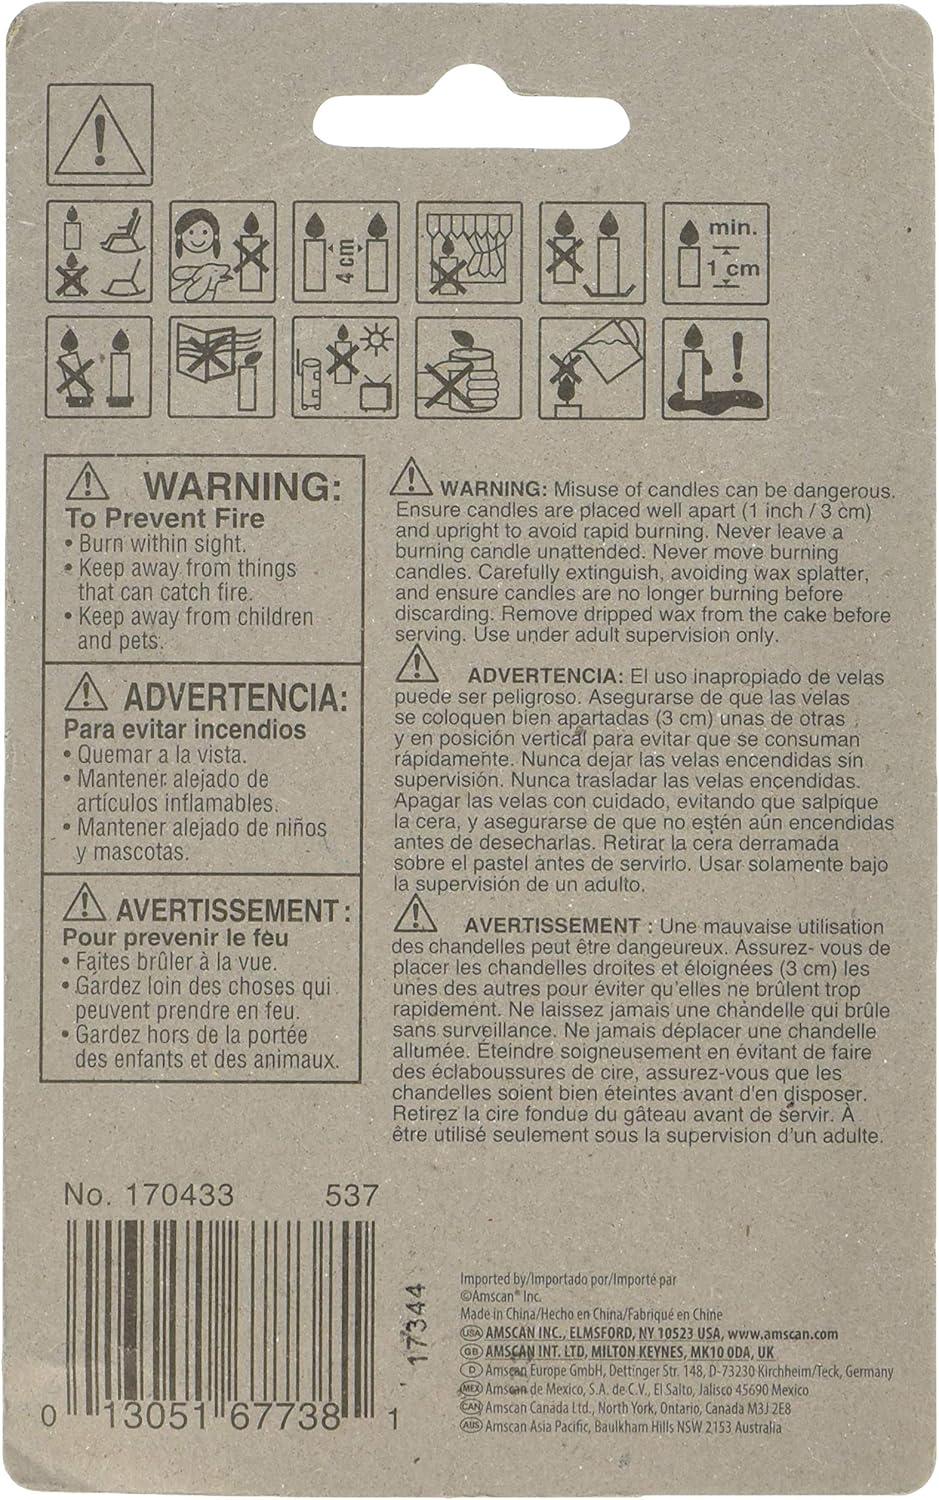 4 cm
min.
1 cm
WARNING:
To Prevent Fire
• Burn within sight.
• Keep away from things
that can catch fire.
• Keep away from children
and pets.
ADVERTENCIA:
Para evitar incendios
• Quemar a la vista.
• Mantener alejado de
artículos inflamables.
• Mantener alejado de niños
y mascotas.
AVERTISSEMENT :
Pour prevenir le feu
• Faites brûler à la vue.
• Gardez loin des choses qui
peuvent prendre en feu.
• Gardez hors de la portée
des enfants et des animaux.
WARNING: Misuse of candles can be dangerous.
Ensure candles are placed well apart (1 inch / 3 cm)
and upright to avoid rapid burning. Never leave a
burning candle unattended. Never move burning
candles. Carefully extinguish, avoiding wax splatter,
and ensure candles are no longer burning before
discarding. Remove dripped wax from the cake before
serving. Use under adult supervision only.
ADVERTENCIA: El uso inapropiado de velas
puede ser peligroso. Asegurarse de que las velas
se coloquen bien apartadas (3 cm) unas de otras
y en posición vertical para evitar que se consuman
rápidamente. Nunca dejar las velas encendidas sin
supervisión. Nunca trasladar las velas encendidas.
Apagar las velas con cuidado, evitando que salpique
la cera, y asegurarse de que no estén aún encendidas
antes de desecharlas. Retirar la cera derramada
sobre el pastel antes de servirlo. Usar solamente bajo
la supervisión de un adulto.
AVERTISSEMENT : Une mauvaise utilisation
des chandelles peut être dangeureux. Assurez- vous de
placer les chandelles droites et éloignées (3 cm) les
unes des autres pour éviter qu'elles ne brûlent trop
rapidement. Ne laissez jamais une chandelle qui brûle
sans surveillance. Ne jamais déplacer une chandelle
allumée. Éteindre soigneusement en évitant de faire
des éclaboussures de cire, assurez-vous que les
chandelles soient bien éteintes avant d'en disposer.
Retirez la cire fondue du gâteau avant de servir. À
être utilisé seulement sous la supervision d'un adulte.
No. 170433 537
0 13051 67738 1
17344
Imported by/Importado por/Importé par
©Amscan® Inc.
Made in China/Hecho en China/Fabriqué en Chine
USA AMSCAN INC., ELMSFORD, NY 10523 USA, www.amscan.com
GB AMSCAN INT. LTD, MILTON KEYNES, MK10 0DA, UK
D Amscan Europe GmbH, Dettinger Str. 148, D-73230 Kirchheim/Teck, Germany
MEX Amscan de Mexico, S.A. de C.V., El Salto, Jalisco 45690 Mexico
CAN Amscan Canada Ltd., North York, Ontario, Canada M3J 2E8
AUS Amscan Asia Pacific, Baulkham Hills NSW 2153 Australia